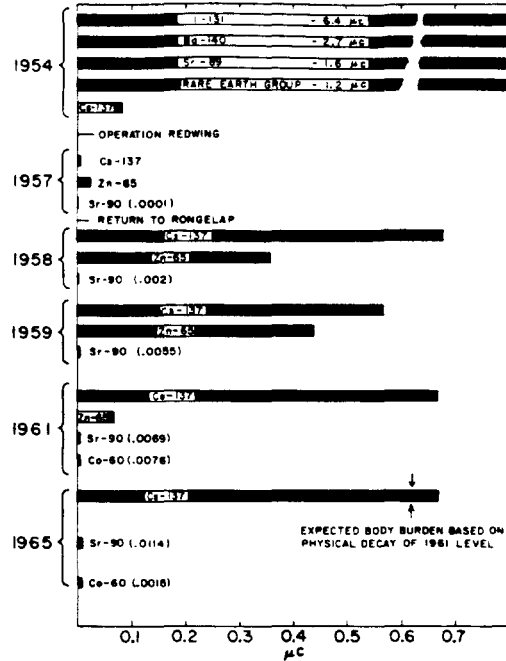 1954
I-131 - 6.4 μc
Ba-140 - 2.7 μc
Sr-89 - 1.6 μc
RARE EARTH GROUP - 1.2 μc
Cs-137
OPERATION REDWING
1957
Cs-137
Zn-65
Sr-90 (.0001)
RETURN TO RONGELAP
1958
Cs-137
Zn-65
Sr-90 (.002)
1959
Cs-137
Zn-65
Sr-90 (.0055)
1961
Cs-137
Zn-65
Sr-90 (.0069)
Co-60 (.0076)
1965
Cs-137
EXPECTED BODY BURDEN BASED ON
PHYSICAL DECAY OF 1961 LEVEL
Sr-90 (.0114)
Co-60 (.0015)
0.1 0.2 0.3 0.4 0.5 0.6 0.7
μc